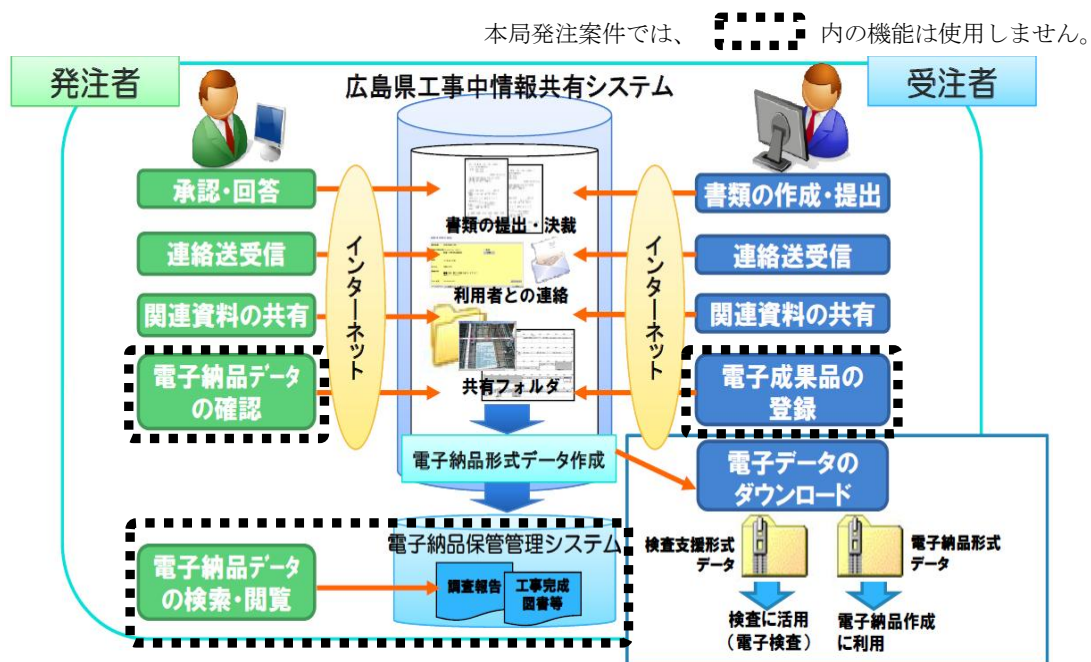 本局発注案件では、 内の機能は使用しません。
発注者
広島県工事中情報共有システム
受注者
承認・回答
連絡送受信
関連資料の共有
電子納品データ
の確認
インターネット
書類の提出・決裁
利用者との連絡
共有フォルダ
インターネット
書類の作成・提出
連絡送受信
関連資料の共有
電子成果品の
登録
電子納品形式データ作成
電子データの
ダウンロード
検査支援形式
データ
電子納品形式
データ
検査に活用
(電子検査)
電子納品作成
に利用
電子納品データ
の検索・閲覧
電子納品保管管理システム
調査報告
工事完成
図書等